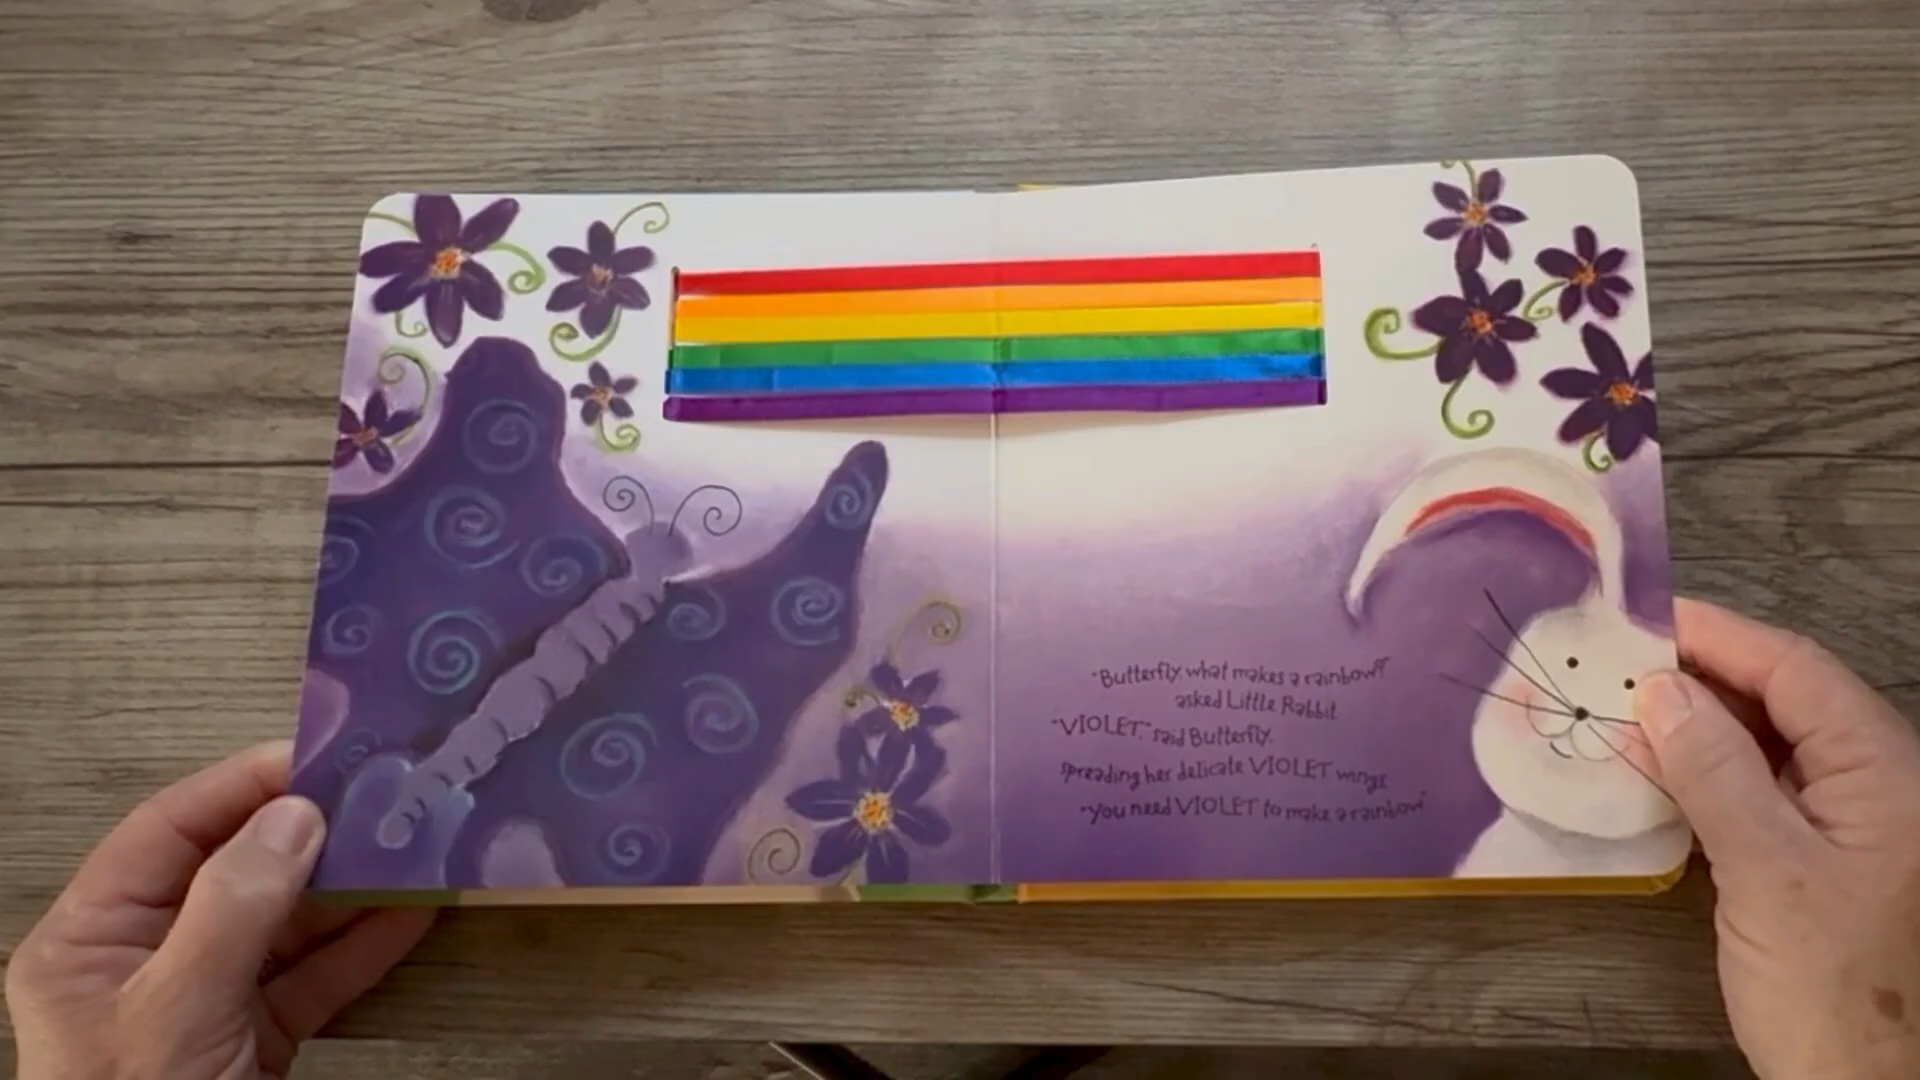 "Butterfly, what makes a rainbow?"
asked Little Rabbit.
"VIOLET," said Butterfly,
spreading her delicate VIOLET wings.
"You need VIOLET to make a rainbow."